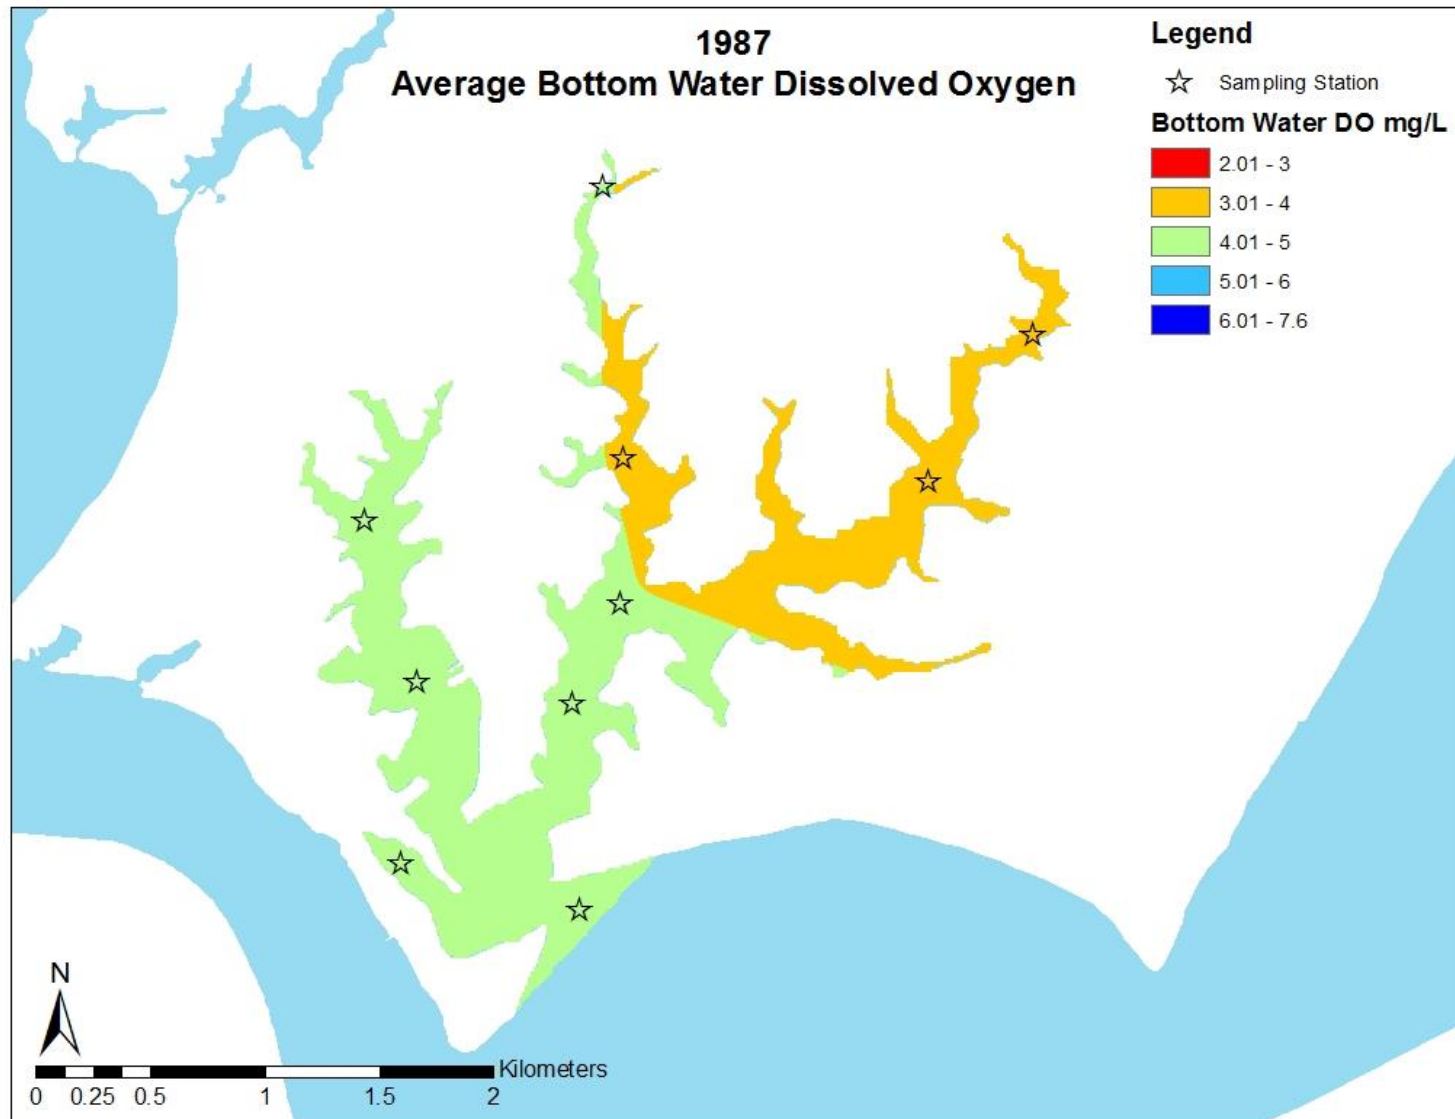 1987
Average Bottom Water Dissolved Oxygen
Legend
Sampling Station
Bottom Water DO mg/L
2.01 - 3
3.01 - 4
4.01 - 5
5.01 - 6
6.01 - 7.6
N
Kilometers
0 0.25 0.5 1 1.5 2